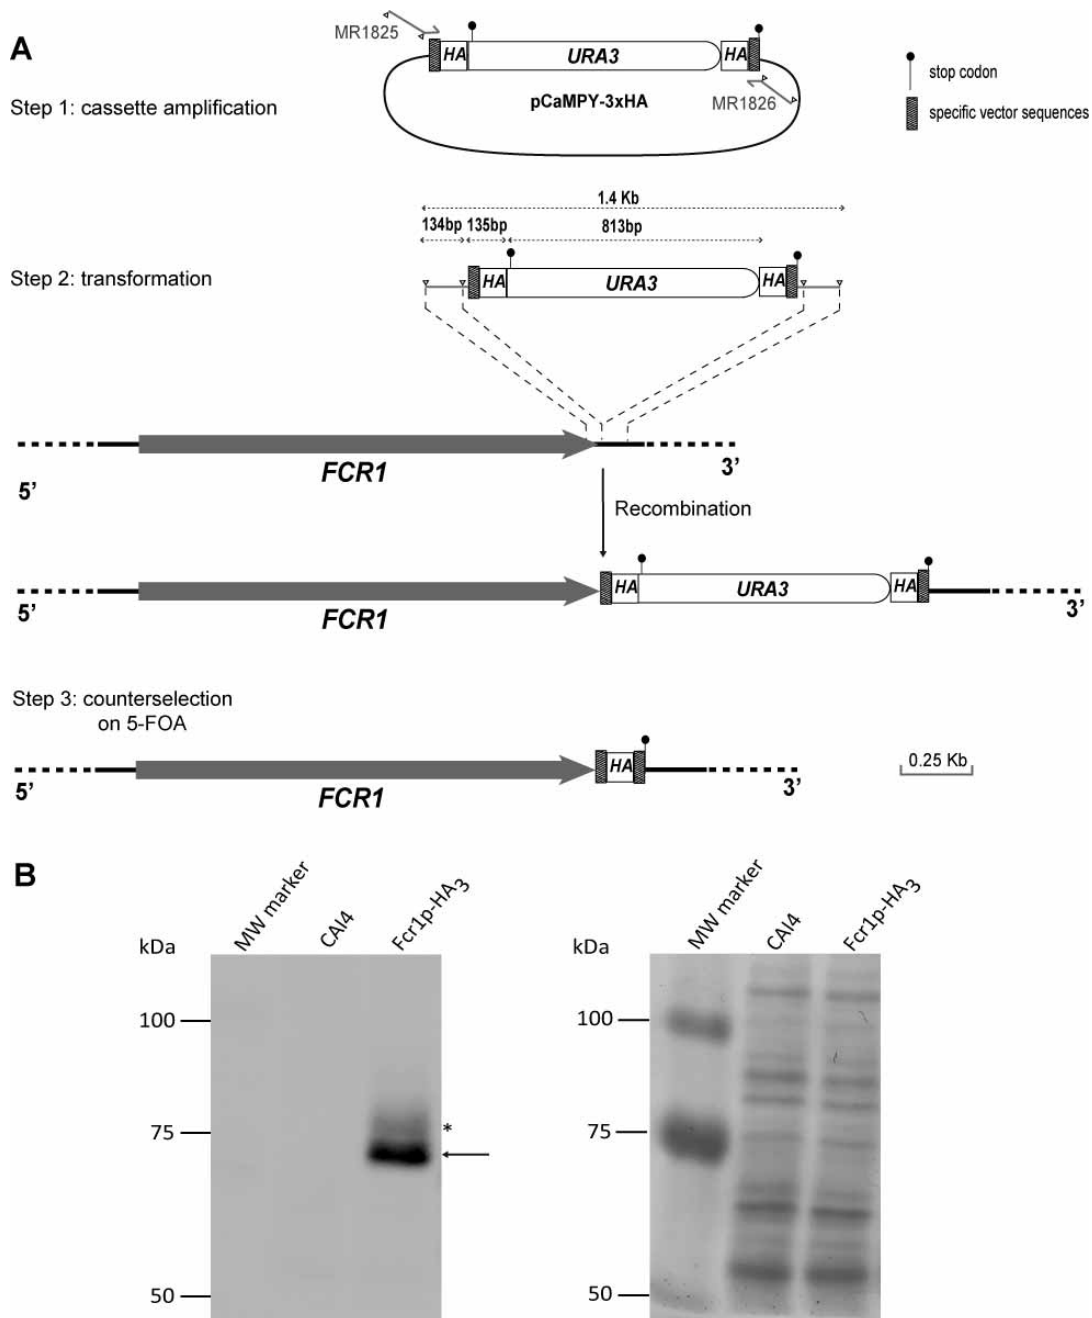 A
MR1825
HA
URA3
HA
stop codon
Step 1: cassette amplification
pCaMPY-3xHA
MR1826
specific vector sequences
1.4 Kb
134bp 135bp 813bp
Step 2: transformation
HA
URA3
HA
FCR1
5’
3’
Recombination
HA
URA3
HA
5’
FCR1
3’
Step 3: counterselection
on 5-FOA
HA
0.25 Kb
5’
FCR1
3’
B
kDa
MW marker
CAI4
Fcr1p-HA3
100
75
*
50
kDa
MW marker
CAI4
Fcr1p-HA3
100
75
50